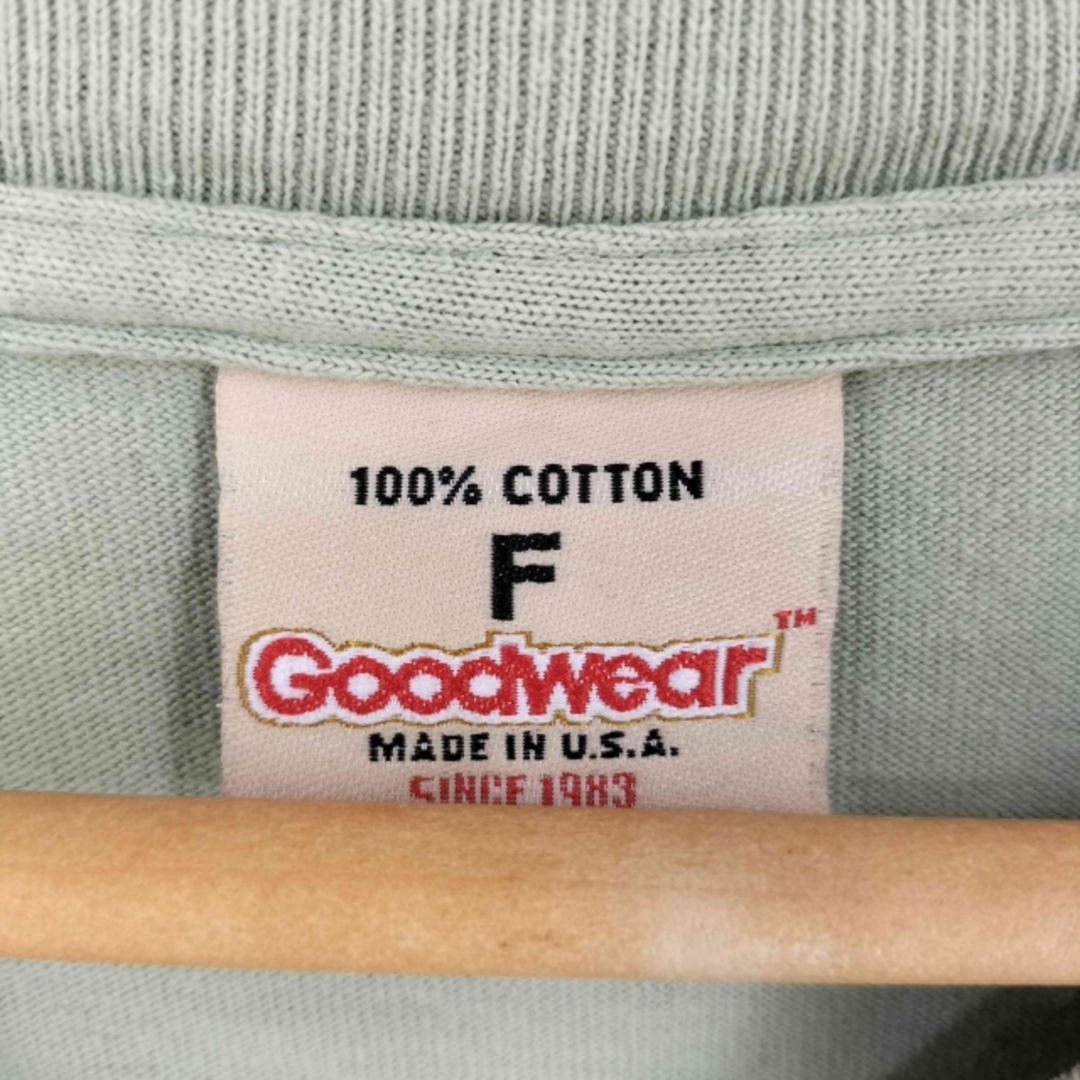 100% COTTON
F
Goodwear™
MADE IN U.S.A.
SINCE 1983